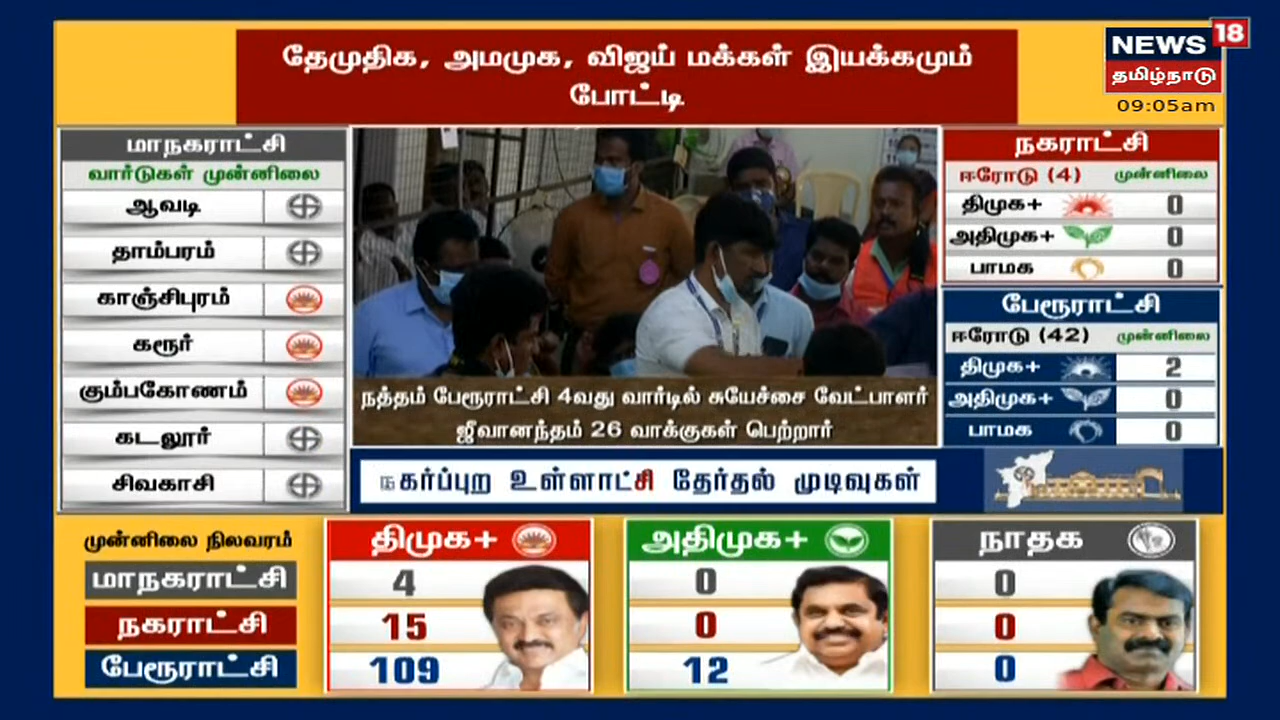 தேமுதிக, அமமுக, விஜய் மக்கள் இயக்கமும்
போட்டி
NEWS 18
தமிழ்நாடு
09:05am
மாநகராட்சி
வார்டுகள் முன்னிலை
ஆவடி
தாம்பரம்
காஞ்சிபுரம்
கரூர்
கும்பகோணம்
கடலூர்
சிவகாசி
நத்தம் பேரூராட்சி 4வது வார்டில் சுயேச்சை வேட்பாளர்
ஜீவானந்தம் 26 வாக்குகள் பெற்றார்
நகர்ப்புற உள்ளாட்சி தேர்தல் முடிவுகள்
நகராட்சி
ஈரோடு (4) முன்னிலை
திமுக+ 0
அதிமுக+ 0
பாமக 0
பேரூராட்சி
ஈரோடு (42) முன்னிலை
திமுக+ 2
அதிமுக+ 0
பாமக 0
முன்னிலை நிலவரம் திமுக+ அதிமுக+ நாதக
மாநகராட்சி 4 0 0
நகராட்சி 15 0 0
பேரூராட்சி 109 12 0